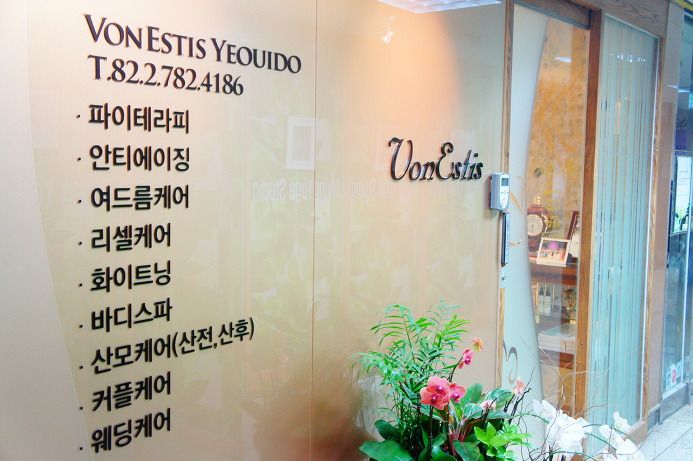 VON ESTIS YEOUIDO
T.82.2.782.4186
· 파이테라피
· 안티에이징
· 여드름케어
· 리셀케어
· 화이트닝
· 바디스파
· 산모케어(산전,산후)
· 커플케어
· 웨딩케어
VonEstis